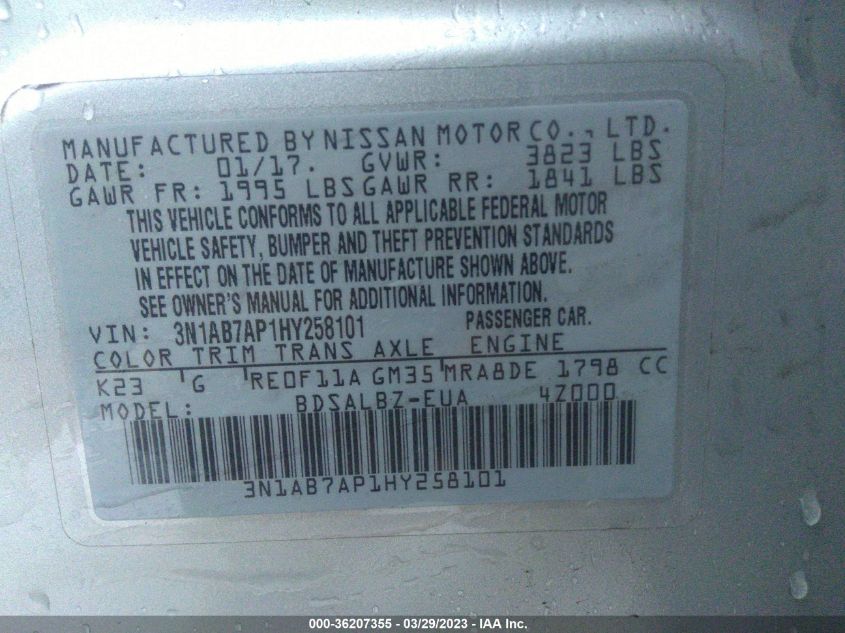 MANUFACTURED BY NISSAN MOTOR CO., LTD.
DATE: 01/17. GVWR: 3823 LBS
GAWR FR: 1995 LBS GAWR RR: 1841 LBS
THIS VEHICLE CONFORMS TO ALL APPLICABLE FEDERAL MOTOR
VEHICLE SAFETY, BUMPER AND THEFT PREVENTION STANDARDS
IN EFFECT ON THE DATE OF MANUFACTURE SHOWN ABOVE.
SEE OWNER'S MANUAL FOR ADDITIONAL INFORMATION.
VIN: 3N1AB7AP1HY258101 PASSENGER CAR.
COLOR TRIM TRANS AXLE ENGINE
K23 G RE0F11A GM35 MRA8DE 1798 CC
MODEL: BDSALBZ-EUA 4Z000
3N1AB7AP1HY258101
000-36207355 — 03/29/2023 — IAA Inc.